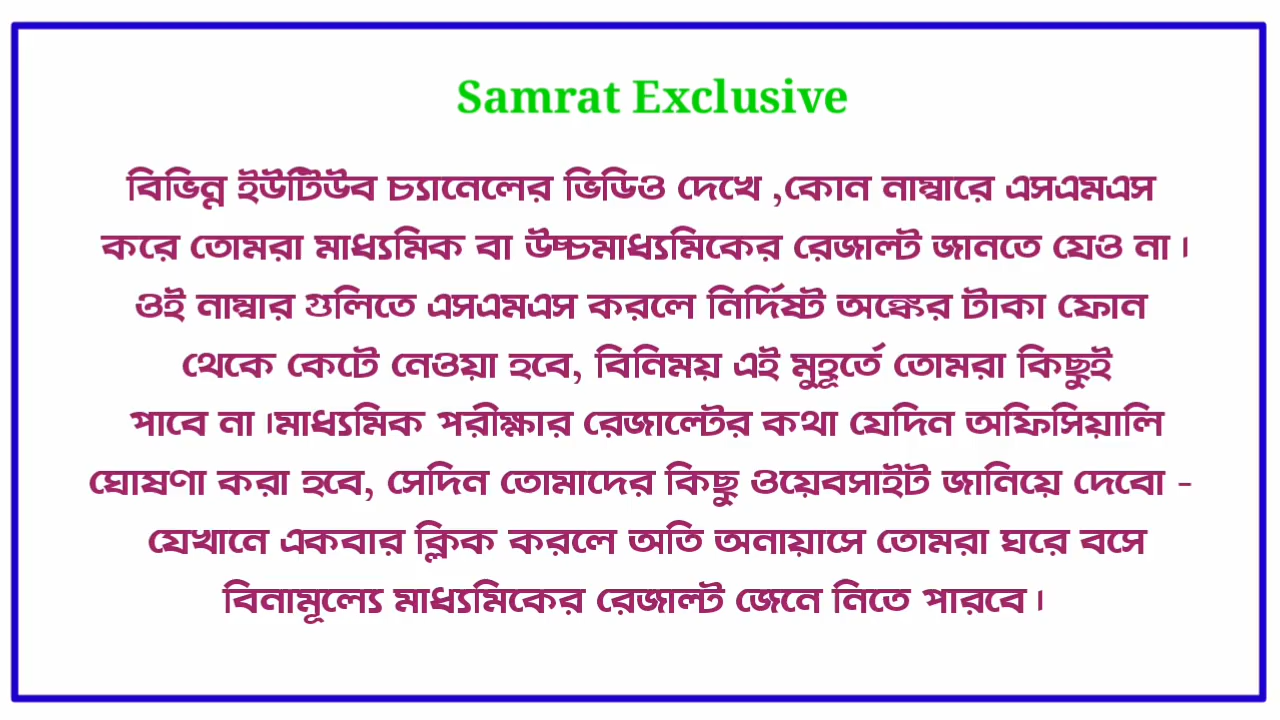 Samrat Exclusive
বিভিন্ন ইউটিউব চ্যানেলের ভিডিও দেখে ,কোন নাম্বারে এসএমএস
করে তোমরা মাধ্যমিক বা উচ্চমাধ্যমিকের রেজাল্ট জানতে যেও না।
ওই নাম্বার গুলিতে এসএমএস করলে নির্দিষ্ট অঙ্কের টাকা ফোন
থেকে কেটে নেওয়া হবে, বিনিময় এই মুহূর্তে তোমরা কিছুই
পাবে না।মাধ্যমিক পরীক্ষার রেজাল্টের কথা যেদিন অফিসিয়ালি
ঘোষণা করা হবে, সেদিন তোমাদের কিছু ওয়েবসাইট জানিয়ে দেবো -
যেখানে একবার ক্লিক করলে অতি অনায়াসে তোমরা ঘরে বসে
বিনামূল্যে মাধ্যমিকের রেজাল্ট জেনে নিতে পারবে।